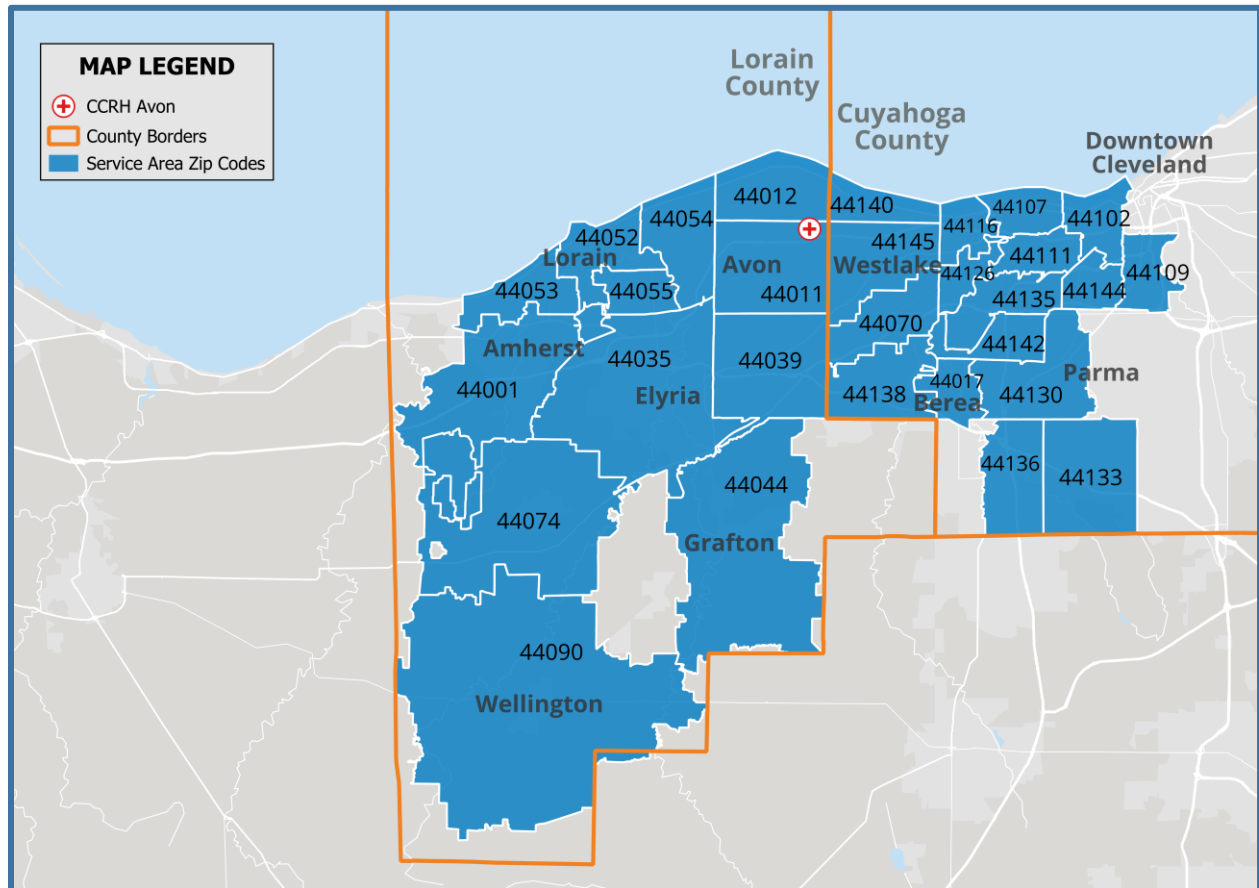 MAP LEGEND
CCRH Avon
County Borders
Service Area Zip Codes
Lorain
County
Cuyahoga
County
Downtown
Cleveland
44012
44140
44107
44102
44054
44116
44052
44145
44111
Lorain
Avon
Westlake
44126
44109
44053
44055
44011
44135
44144
44070
44142
Amherst
44035
44039
Parma
44001
Elyria
44138
44017
44130
Berea
44136
44133
44044
44074
Grafton
44090
Wellington